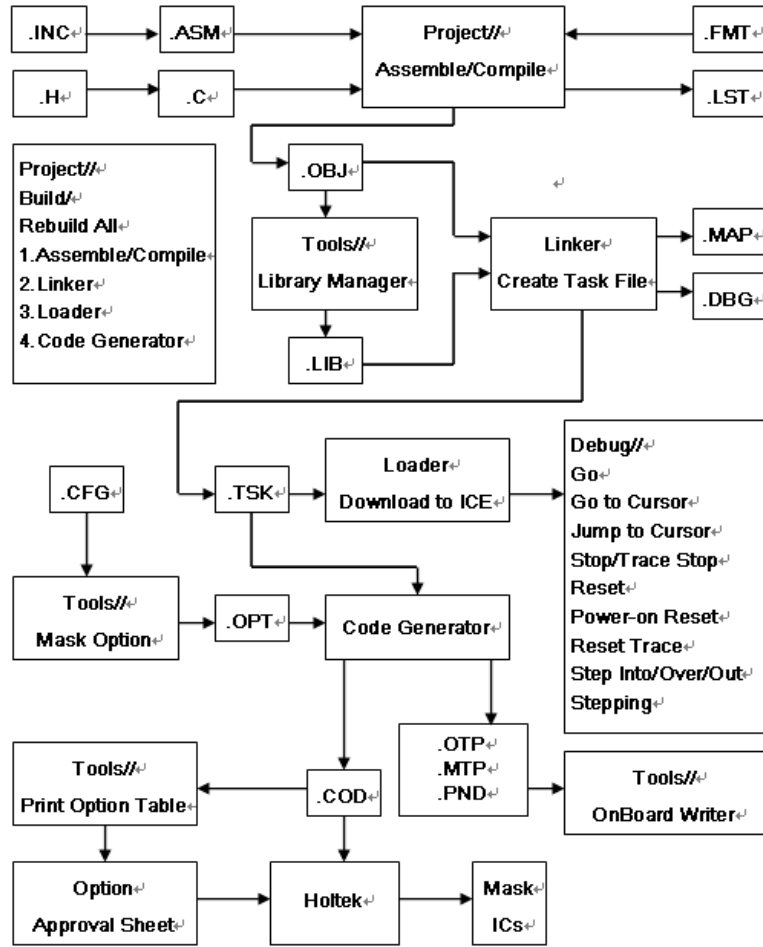 .INC
.ASM
Project//
Assemble/Compile
.FMT
.H
.C
.LST
Project//
Build/
Rebuild All
1.Assemble/Compile
2.Linker
3.Loader
4.Code Generator
.OBJ
Tools//
Library Manager
.LIB
Linker
Create Task File
.MAP
.DBG
.CFG
.TSK
Loader
Download to ICE
Debug//
Go
Go to Cursor
Jump to Cursor
Stop/Trace Stop
Reset
Power-on Reset
Reset Trace
Step Into/Over/Out
Stepping
Tools//
Mask Option
.OPT
Code Generator
.OTP
.MTP
.PND
Tools//
OnBoard Writer
Tools//
Print Option Table
.COD
Option
Approval Sheet
Holtek
Mask
ICs